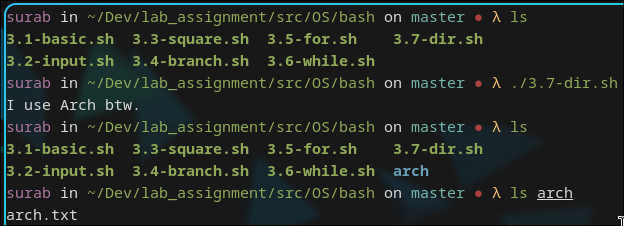 surab in ~/Dev/lab_assignment/src/OS/bash on master • λ ls
3.1-basic.sh 3.3-square.sh 3.5-for.sh 3.7-dir.sh
3.2-input.sh 3.4-branch.sh 3.6-while.sh
surab in ~/Dev/lab_assignment/src/OS/bash on master • λ ./3.7-dir.sh
I use Arch btw.
surab in ~/Dev/lab_assignment/src/OS/bash on master • λ ls
3.1-basic.sh 3.3-square.sh 3.5-for.sh 3.7-dir.sh
3.2-input.sh 3.4-branch.sh 3.6-while.sh arch
surab in ~/Dev/lab_assignment/src/OS/bash on master • λ ls arch
arch.txt